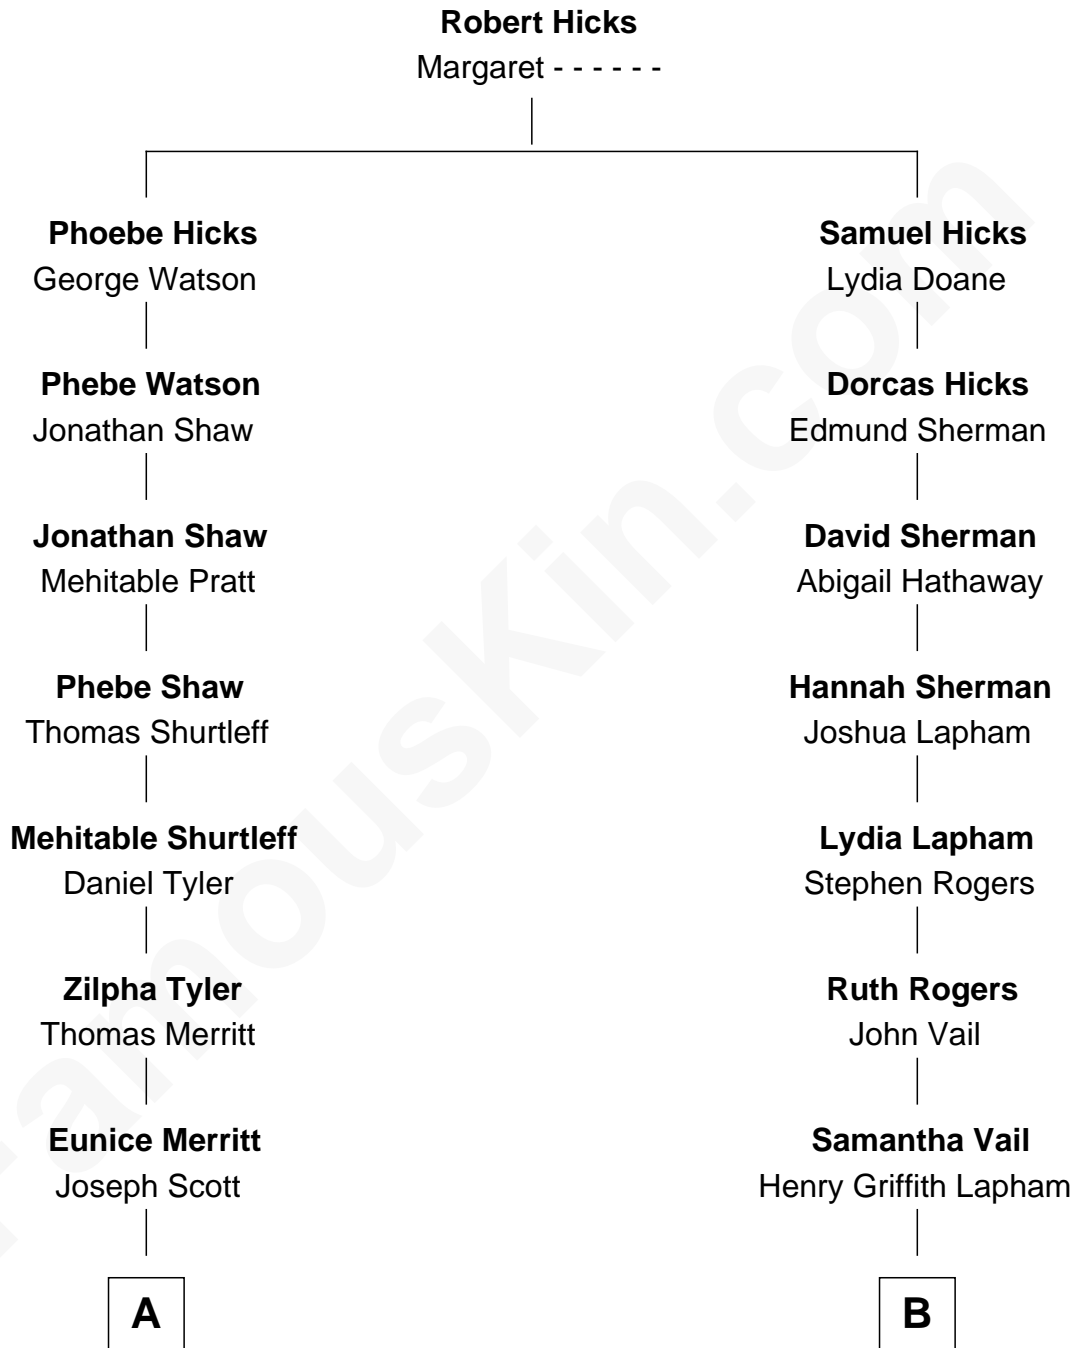 Robert Hicks
Margaret - - - - - -
Phoebe Hicks
George Watson
Samuel Hicks
Lydia Doane
Phebe Watson
Jonathan Shaw
Dorcas Hicks
Edmund Sherman
Jonathan Shaw
Mehitable Pratt
David Sherman
Abigail Hathaway
Phebe Shaw
Thomas Shurtleff
Hannah Sherman
Joshua Lapham
Mehitable Shurtleff
Daniel Tyler
Lydia Lapham
Stephen Rogers
Zilpha Tyler
Thomas Merritt
Ruth Rogers
John Vail
Eunice Merritt
Joseph Scott
Samantha Vail
Henry Griffith Lapham
A
B
FamousKin.com